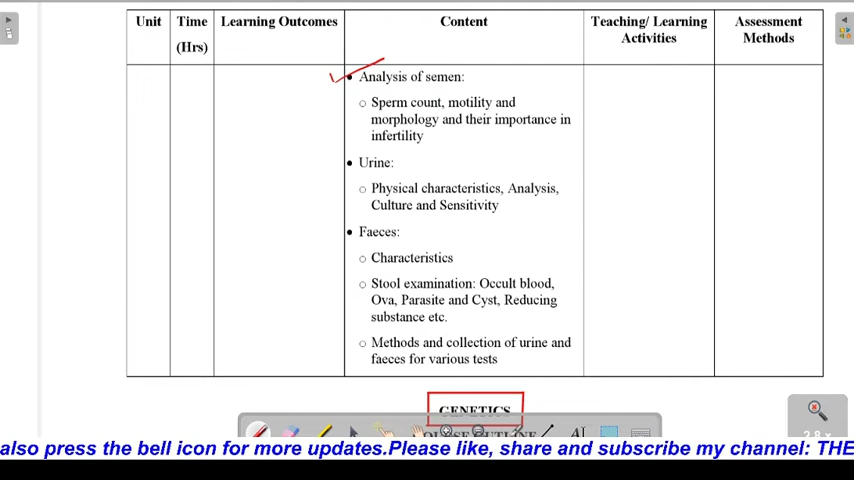 Unit Time Learning Outcomes Content Teaching/ Learning Assessment
(Hrs) Activities Methods
• Analysis of semen:
○ Sperm count, motility and
morphology and their importance in
infertility
• Urine:
○ Physical characteristics, Analysis,
Culture and Sensitivity
• Faeces:
○ Characteristics
○ Stool examination: Occult blood,
Ova, Parasite and Cyst, Reducing
substance etc.
○ Methods and collection of urine and
faeces for various tests
GENETICS
also press the bell icon for more updates.Please like, share and subscribe my channel: THE